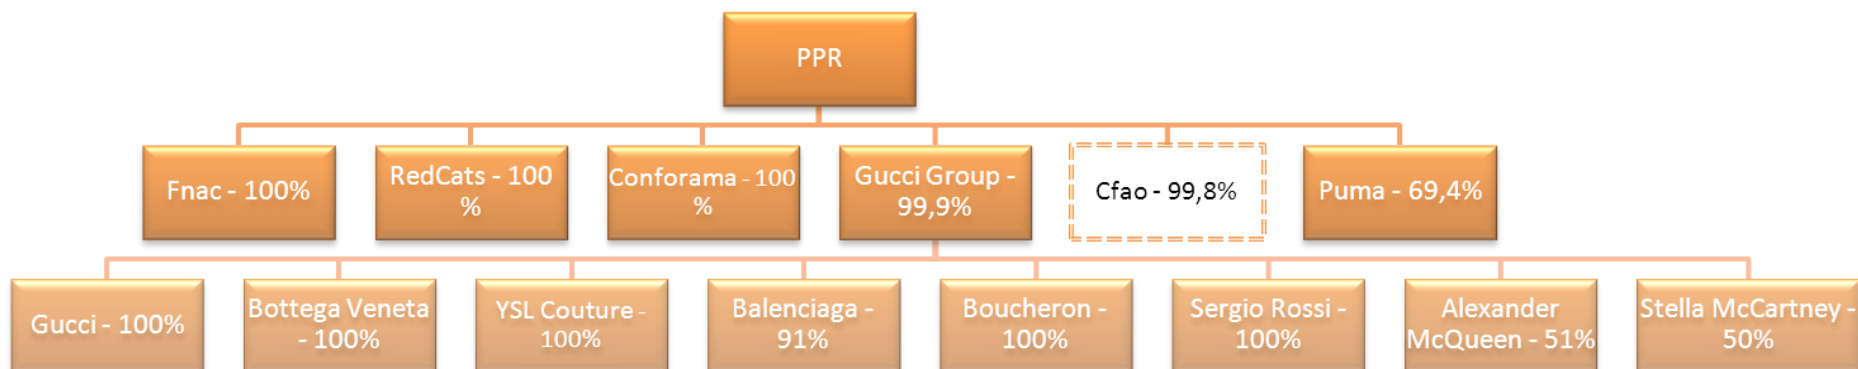 PPR
Fnac - 100%
RedCats - 100
%
Conforama - 100
%
Gucci Group -
99,9%
Cfao - 99,8%
Puma - 69,4%
Gucci - 100%
Bottega Veneta
- 100%
YSL Couture -
100%
Balenciaga -
91%
Boucheron -
100%
Sergio Rossi -
100%
Alexander
McQueen - 51%
Stella McCartney -
50%